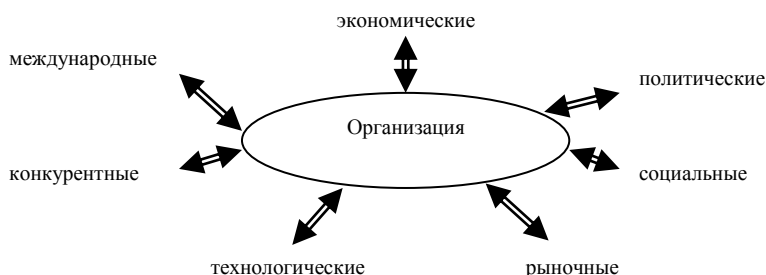 экономические
международные
политические
Организация
конкурентные
социальные
технологические
рыночные